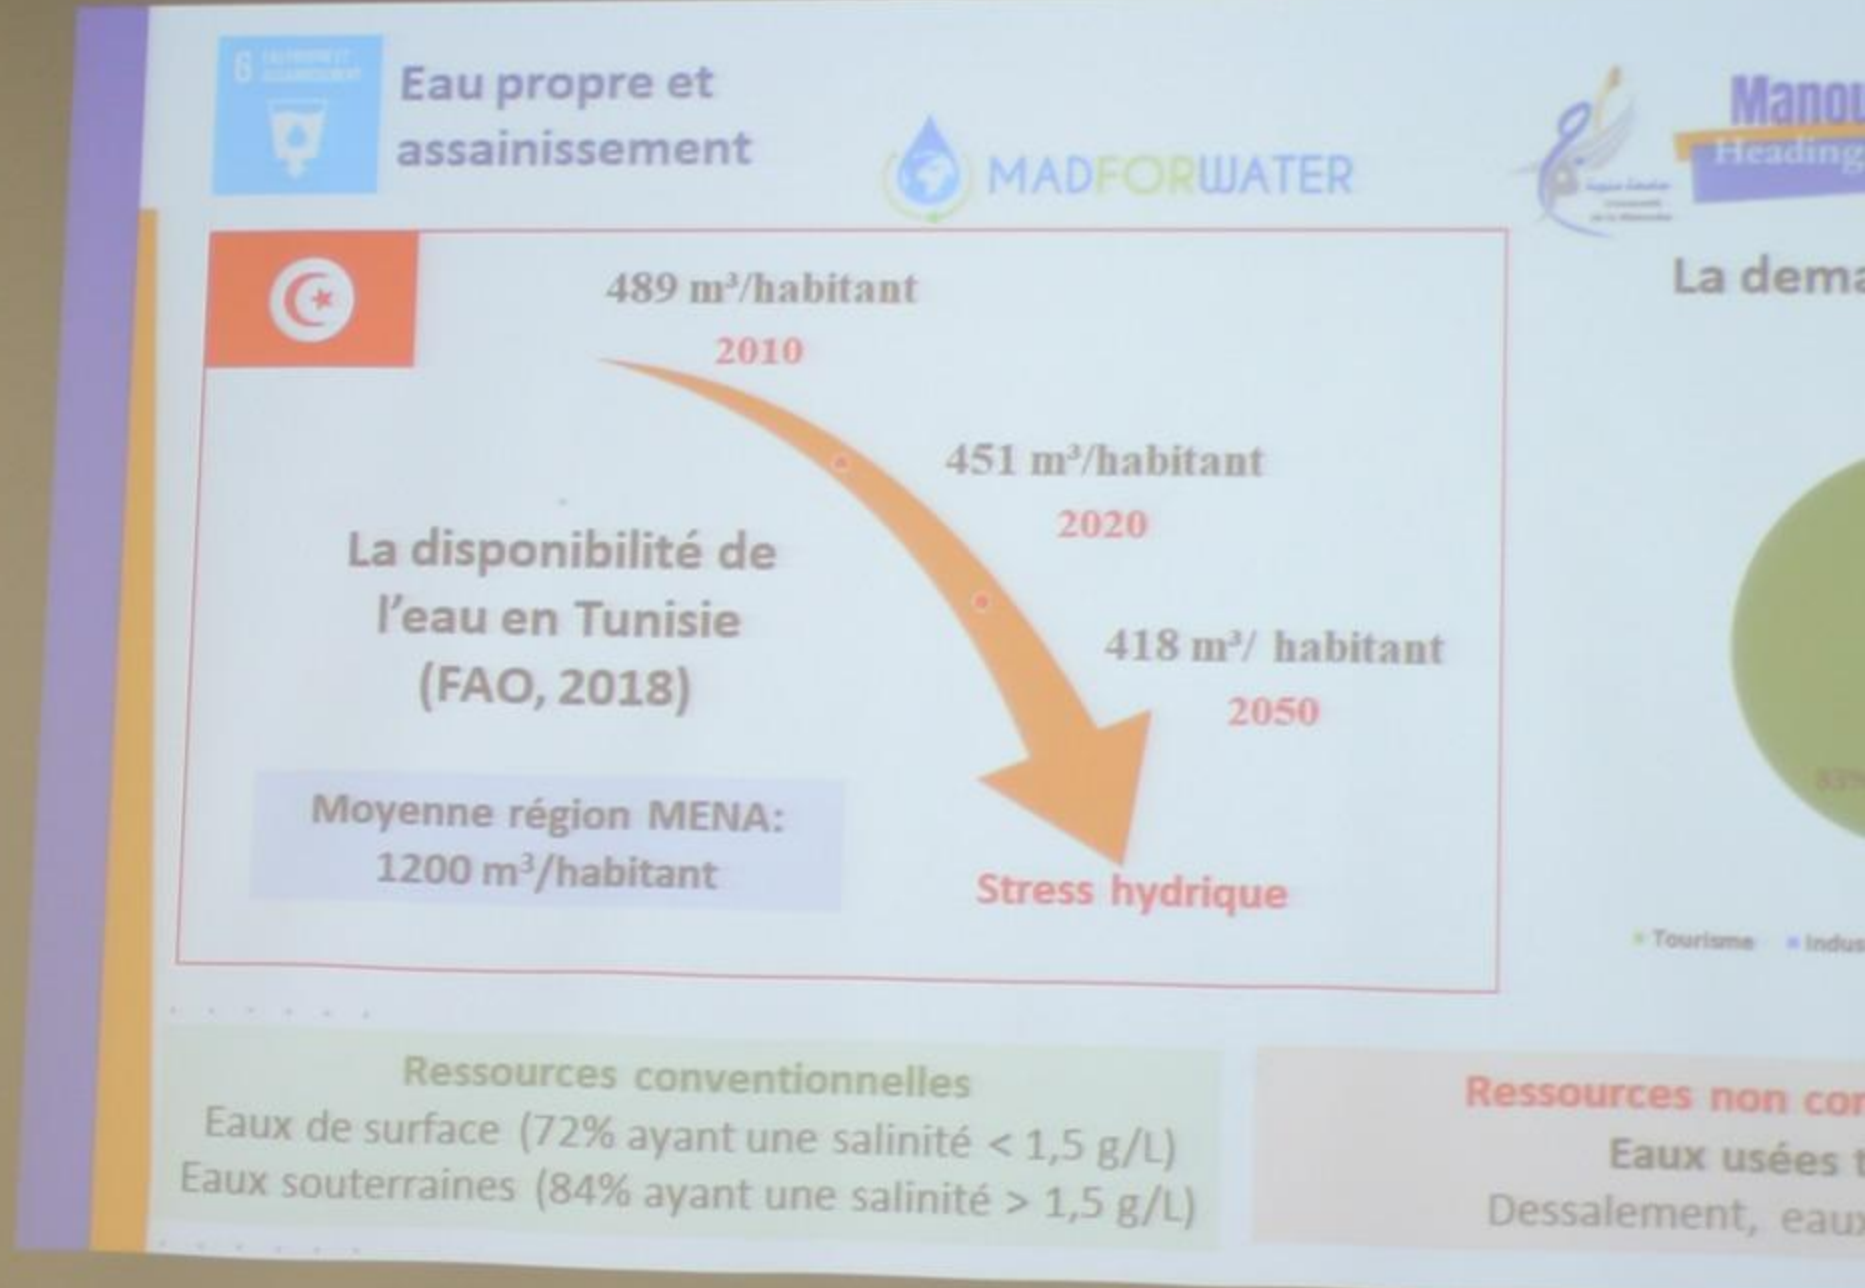 6
Eau propre et
assainissement
MADFORWATER
Manou
Heading
489 m³/habitant
2010
451 m³/habitant
2020
418 m³/ habitant
2050
La disponibilité de
l'eau en Tunisie
(FAO, 2018)
Moyenne région MENA:
1200 m³/habitant
Stress hydrique
La dema
83%
Tourisme Indus
Ressources conventionnelles
Eaux de surface (72% ayant une salinité < 1,5 g/L)
Eaux souterraines (84% ayant une salinité > 1,5 g/L)
Ressources non con
Eaux usées t
Dessalement, eaux